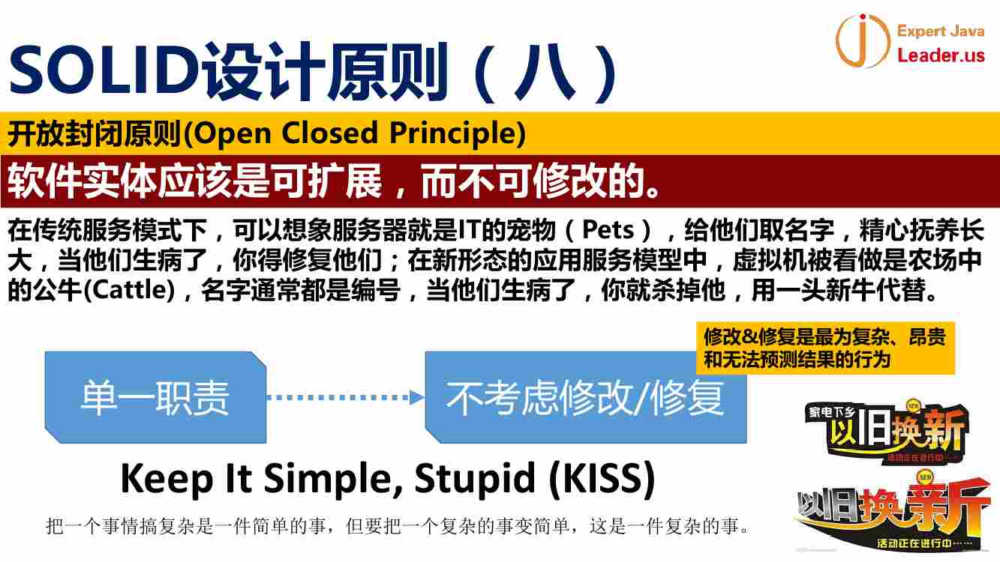 Expert Java
Leader.us
SOLID设计原则（八）
开放封闭原则(Open Closed Principle)
软件实体应该是可扩展，而不可修改的。
在传统服务模式下，可以想象服务器就是IT的宠物（Pets），给他们取名字，精心抚养长
大，当他们生病了，你得修复他们；在新形态的应用服务模型中，虚拟机被看做是农场中
的公牛(Cattle)，名字通常都是编号，当他们生病了，你就杀掉他，用一头新牛代替。
修改&修复是最为复杂、昂贵
和无法预测结果的行为
单一职责
不考虑修改/修复
家电下乡
NEW
以旧换新
活动正在进行中……
Keep It Simple, Stupid (KISS)
NEW
以旧换新
活动正在进行中……
把一个事情搞复杂是一件简单的事，但要把一个复杂的事变简单，这是一件复杂的事。